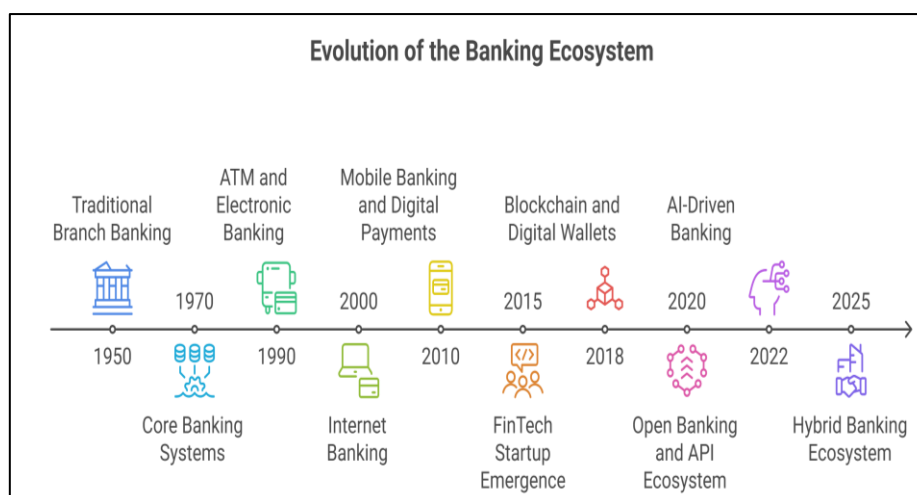 Evolution of the Banking Ecosystem
Traditional
Branch Banking
ATM and
Electronic
Banking
Mobile Banking
and Digital
Payments
Blockchain and
Digital Wallets
AI-Driven
Banking
1970
2000
2015
2020
2025
1950
1990
2010
2018
2022
Core Banking
Systems
Internet
Banking
FinTech
Startup
Emergence
Open Banking
and API
Ecosystem
Hybrid Banking
Ecosystem